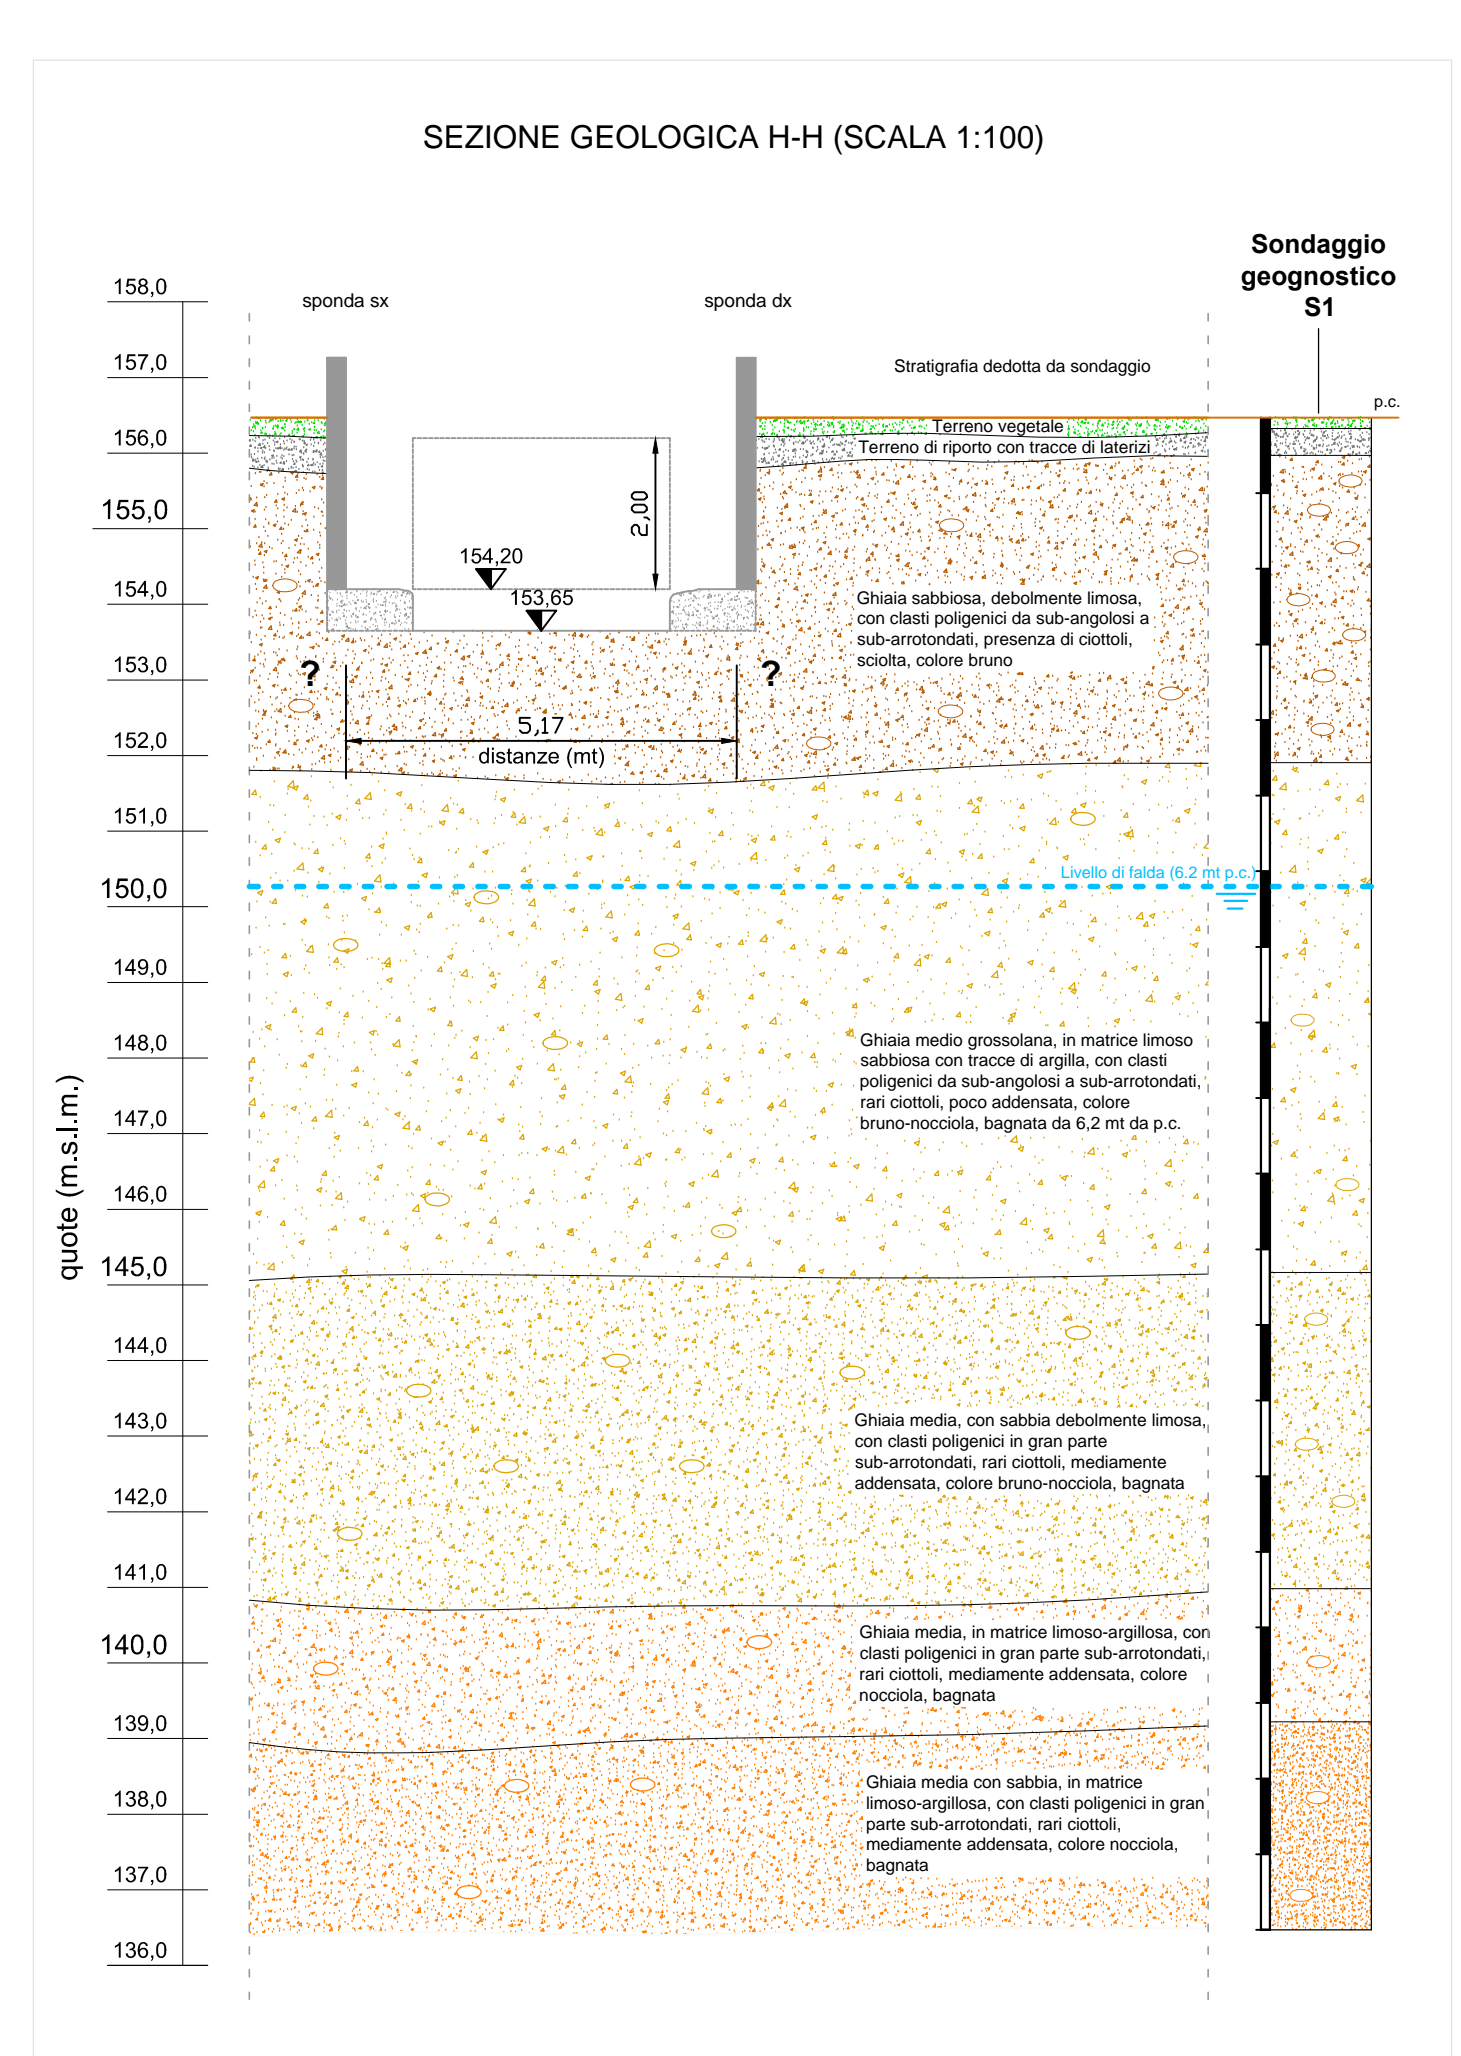 SEZIONE GEOLOGICA H-H (SCALA 1:100)
Sondaggio
geognostico
S1
sponda sx
sponda dx
Stratigrafia dedotta da sondaggio
p.c.
158,0
157,0
156,0
155,0
154,0
153,0
152,0
151,0
150,0
149,0
148,0
147,0
146,0
145,0
144,0
143,0
142,0
141,0
140,0
139,0
138,0
137,0
136,0
quote (m.s.l.m.)
Terreno vegetale
Terreno di riporto con tracce di laterizi
2,00
154,20
153,65
Ghiaia sabbiosa, debolmente limosa,
con clasti poligenici da sub-angolosi a
sub-arrotondati, presenza di ciottoli,
sciolta, colore bruno
?
?
5,17
distanze (mt)
Livello di falda (6.2 mt p.c.)
Ghiaia medio grossolana, in matrice limoso
sabbiosa con tracce di argilla, con clasti
poligenici da sub-angolosi a sub-arrotondati,
rari ciottoli, poco addensata, colore
bruno-nocciola, bagnata da 6,2 mt da p.c.
Ghiaia media, con sabbia debolmente limosa,
con clasti poligenici in gran parte
sub-arrotondati, rari ciottoli, mediamente
addensata, colore bruno-nocciola, bagnata
Ghiaia media, in matrice limoso-argillosa, con
clasti poligenici in gran parte sub-arrotondati,
rari ciottoli, mediamente addensata, colore
nocciola, bagnata
Ghiaia media con sabbia, in matrice
limoso-argillosa, con clasti poligenici in gran
parte sub-arrotondati, rari ciottoli,
mediamente addensata, colore nocciola,
bagnata